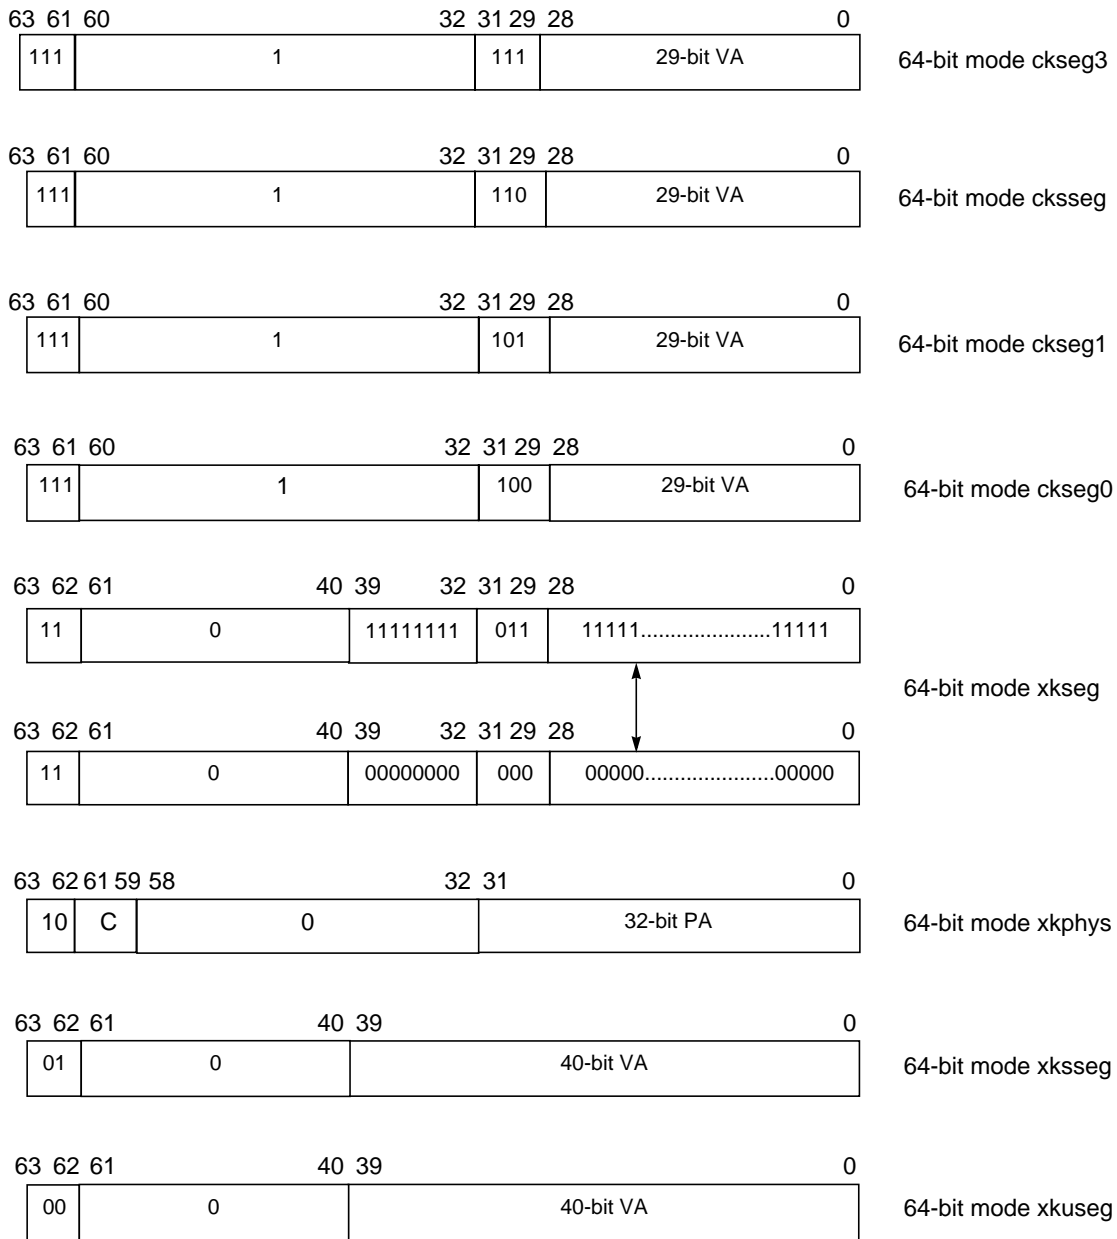 63 61 60 32 31 29 28 0
111 1 111 29-bit VA 64-bit mode ckseg3
63 61 60 32 31 29 28 0
111 1 110 29-bit VA 64-bit mode cksseg
63 61 60 32 31 29 28 0
111 1 101 29-bit VA 64-bit mode ckseg1
63 61 60 32 31 29 28 0
111 1 100 29-bit VA 64-bit mode ckseg0
63 62 61 40 39 32 31 29 28 0
11 0 11111111 011 11111......................11111
64-bit mode xkseg
63 62 61 40 39 32 31 29 28 0
11 0 00000000 000 00000......................00000
63 62 61 59 58 32 31 0
10 C 0 32-bit PA 64-bit mode xkphys
63 62 61 40 39 0
01 0 40-bit VA 64-bit mode xksseg
63 62 61 40 39 0
00 0 40-bit VA 64-bit mode xkuseg